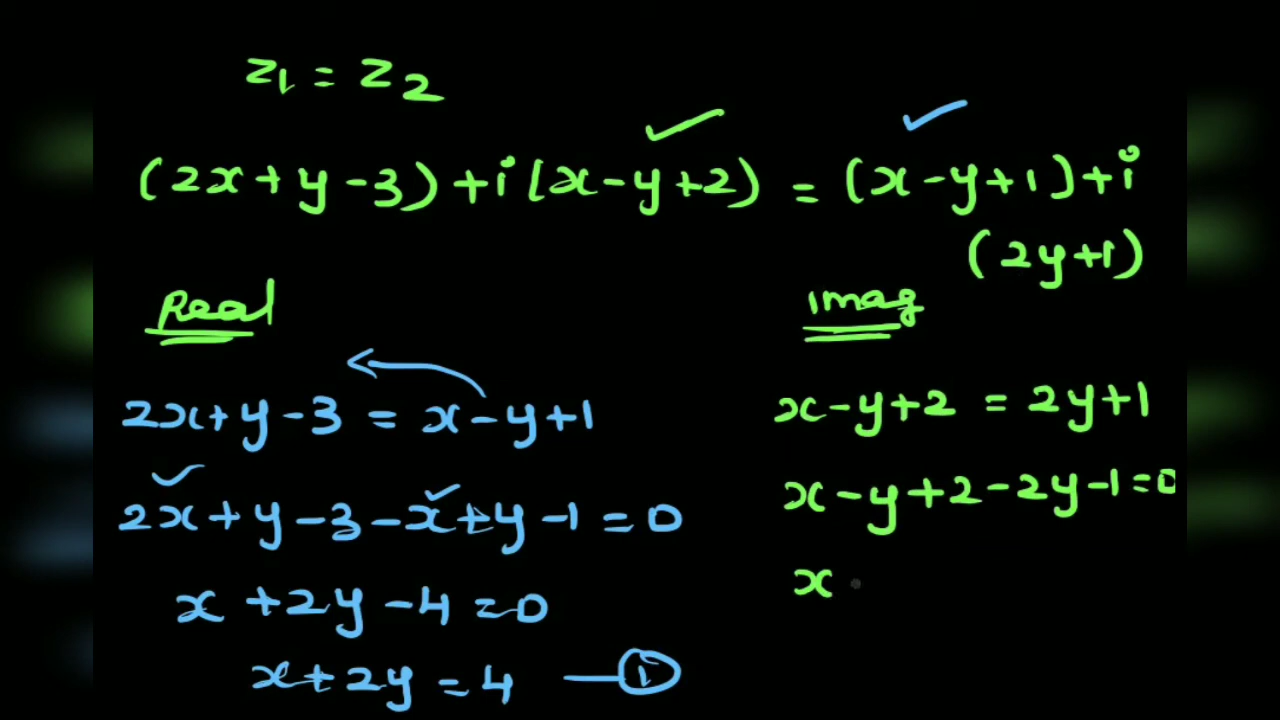 z₁ = z₂
(2x + y - 3) + i(x - y + 2) = (x - y + 1) + i
(2y + 1)
Real
2x + y - 3 = x - y + 1
2x + y - 3 - x + y - 1 = 0
x + 2y - 4 = 0
x + 2y = 4 — ①
Imag
x - y + 2 = 2y + 1
x - y + 2 - 2y - 1 = 0
x